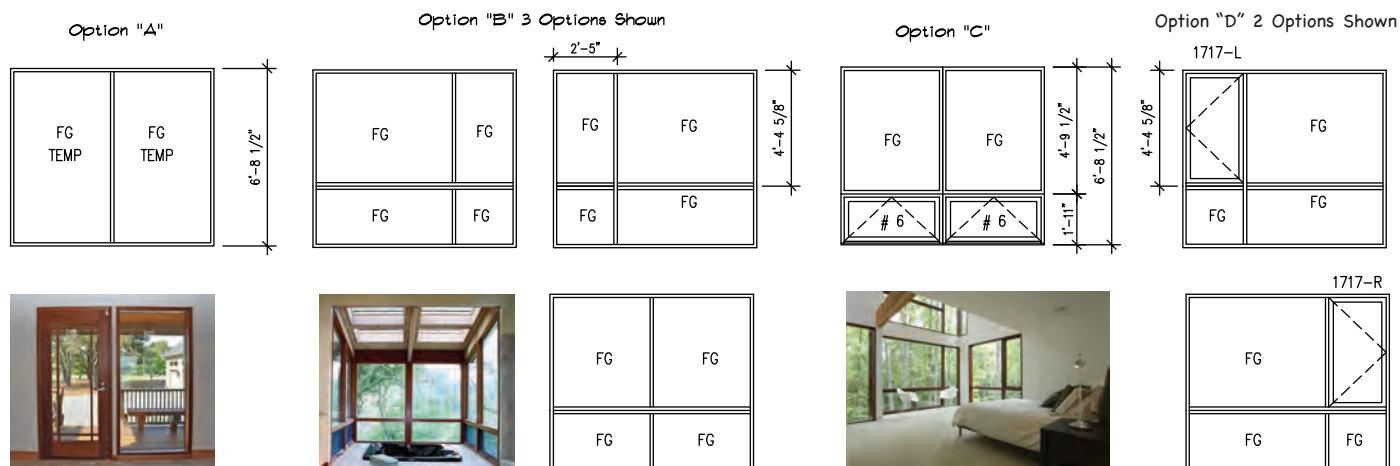 Option "A"
FG
TEMP
FG
TEMP
6'-8 1/2"
Option "B" 3 Options Shown
FG
FG
FG
FG
2'-5"
FG
FG
FG
FG
4'-4 5/8"
Option "C"
FG
FG
# 6
# 6
4'-9 1/2"
1'-11"
6'-8 1/2"
Option "D" 2 Options Shown
1717-L
4'-4 5/8"
FG
FG
FG
FG
FG
FG
FG
1717-R
FG
FG
FG